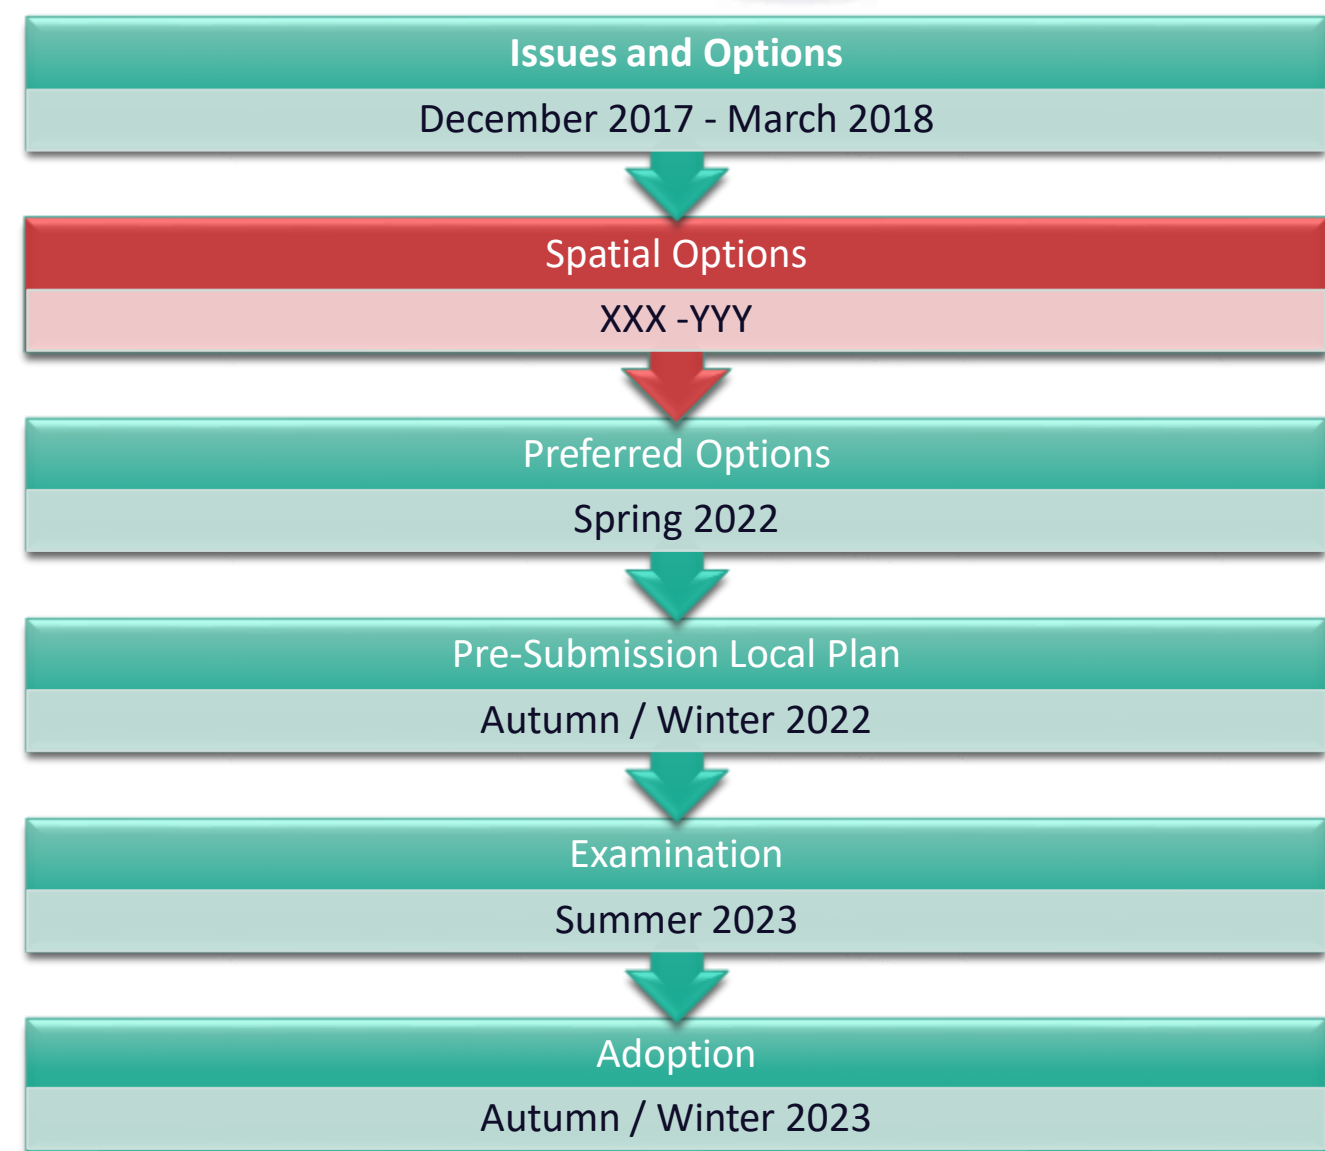 Issues and Options
December 2017 - March 2018
Spatial Options
XXX -YYY
Preferred Options
Spring 2022
Pre-Submission Local Plan
Autumn / Winter 2022
Examination
Summer 2023
Adoption
Autumn / Winter 2023